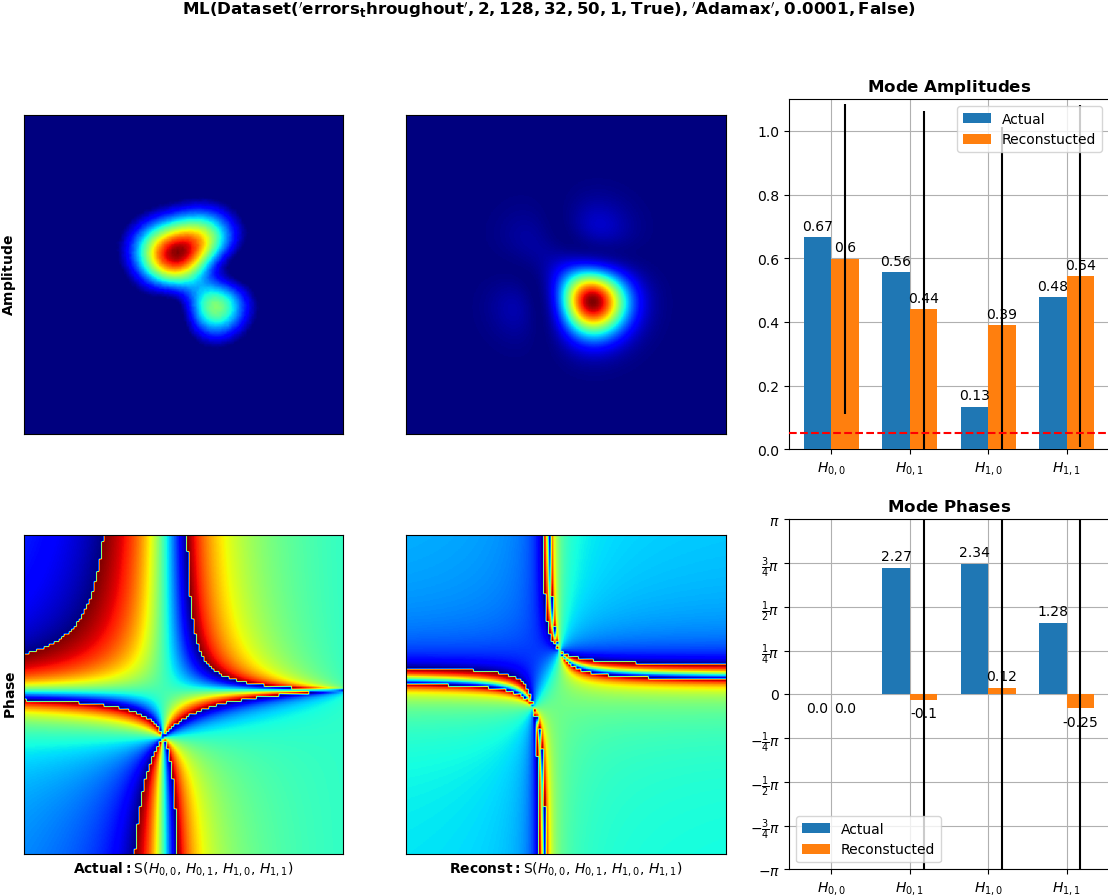 ML(Dataset('errors_throughout', 2, 128, 32, 50, 1, True), 'Adamax', 0.0001, False)
Amplitude
Mode Amplitudes
Actual
Reconstucted
1.0
0.8
0.6
0.4
0.2
0.0
0.67
0.6
0.56
0.44
0.13
0.39
0.48
0.54
H0,0
H0,1
H1,0
H1,1
Phase
Actual: S(H0,0, H0,1, H1,0, H1,1)
Reconst: S(H0,0, H0,1, H1,0, H1,1)
Mode Phases
π
3/4π
1/2π
1/4π
0
−1/4π
−1/2π
−3/4π
−π
0.0 0.0
2.27
-0.1
2.34
0.12
1.28
-0.25
Actual
Reconstucted
H0,0
H0,1
H1,0
H1,1